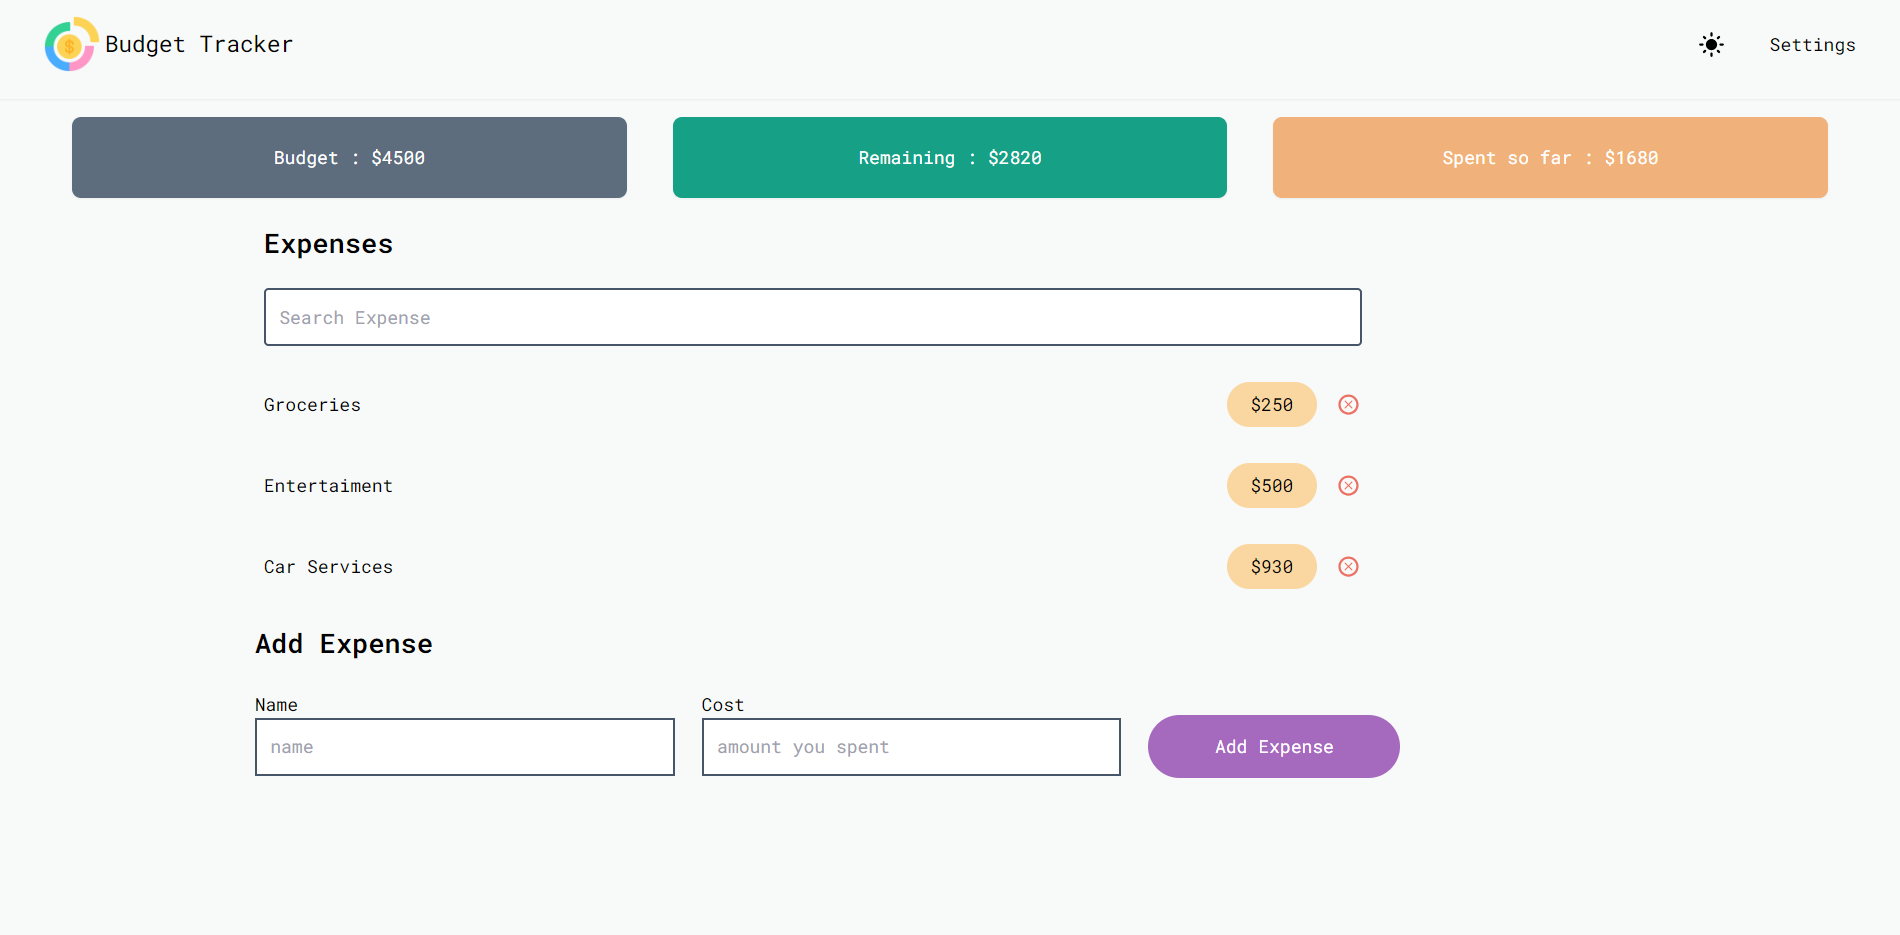 $ Budget Tracker
Settings
Budget : $4500
Remaining : $2820
Spent so far : $1680
Expenses
Search Expense
Groceries $250
Entertaiment $500
Car Services $930
Add Expense
Name Cost
name amount you spent Add Expense